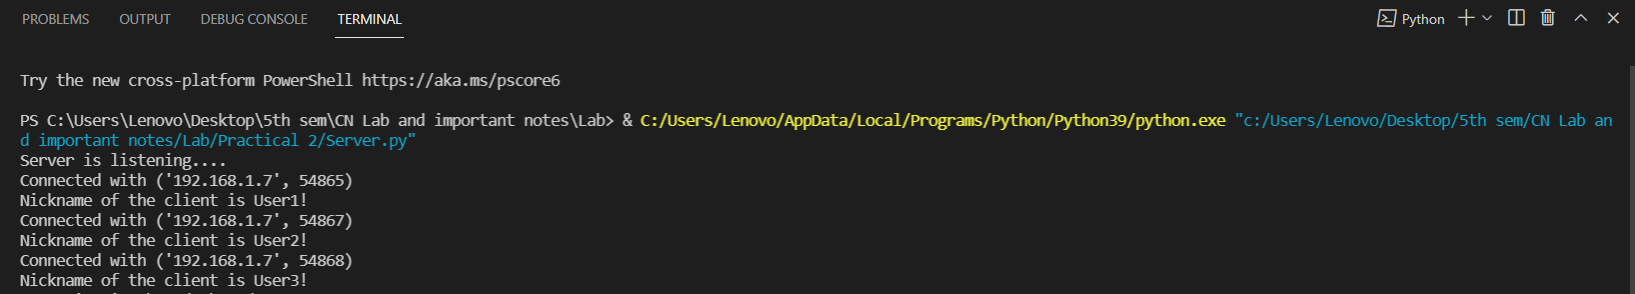 PROBLEMS OUTPUT DEBUG CONSOLE TERMINAL Python
Try the new cross-platform PowerShell https://aka.ms/pscore6
PS C:\Users\Lenovo\Desktop\5th sem\CN Lab and important notes\Lab> & C:/Users/Lenovo/AppData/Local/Programs/Python/Python39/python.exe "c:/Users/Lenovo/Desktop/5th sem/CN Lab an
d important notes/Lab/Practical 2/Server.py"
Server is listening....
Connected with ('192.168.1.7', 54865)
Nickname of the client is User1!
Connected with ('192.168.1.7', 54867)
Nickname of the client is User2!
Connected with ('192.168.1.7', 54868)
Nickname of the client is User3!